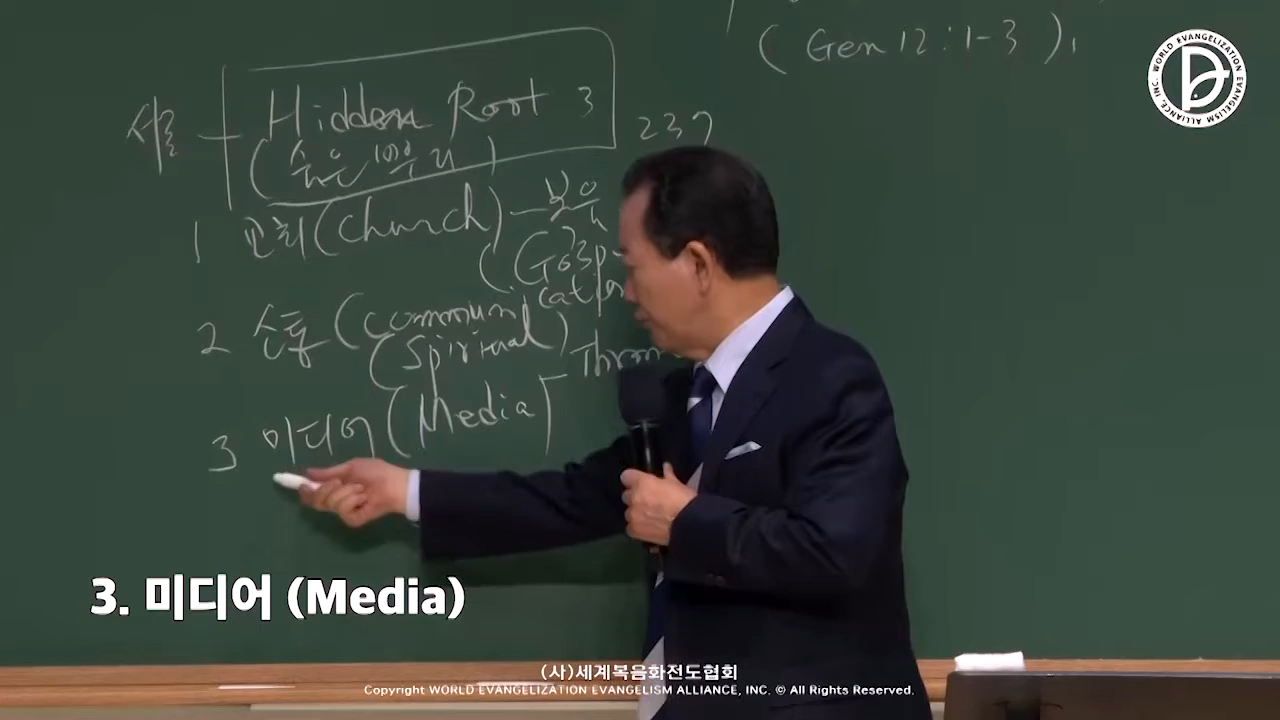 (Gen 12:1-3),
서론 Hidden Root 3
(숨은 뿌리)
237
1 교회(Church) - 복음
(Gosp
2 소통(Communication
(Spiritual) Thron
3 미디어(Media)
WORLD EVANGELIZATION EVANGELISM ALLIANCE, INC.
3. 미디어 (Media)
(사)세계복음화전도협회
Copyright WORLD EVANGELIZATION EVANGELISM ALLIANCE, INC. © All Rights Reserved.